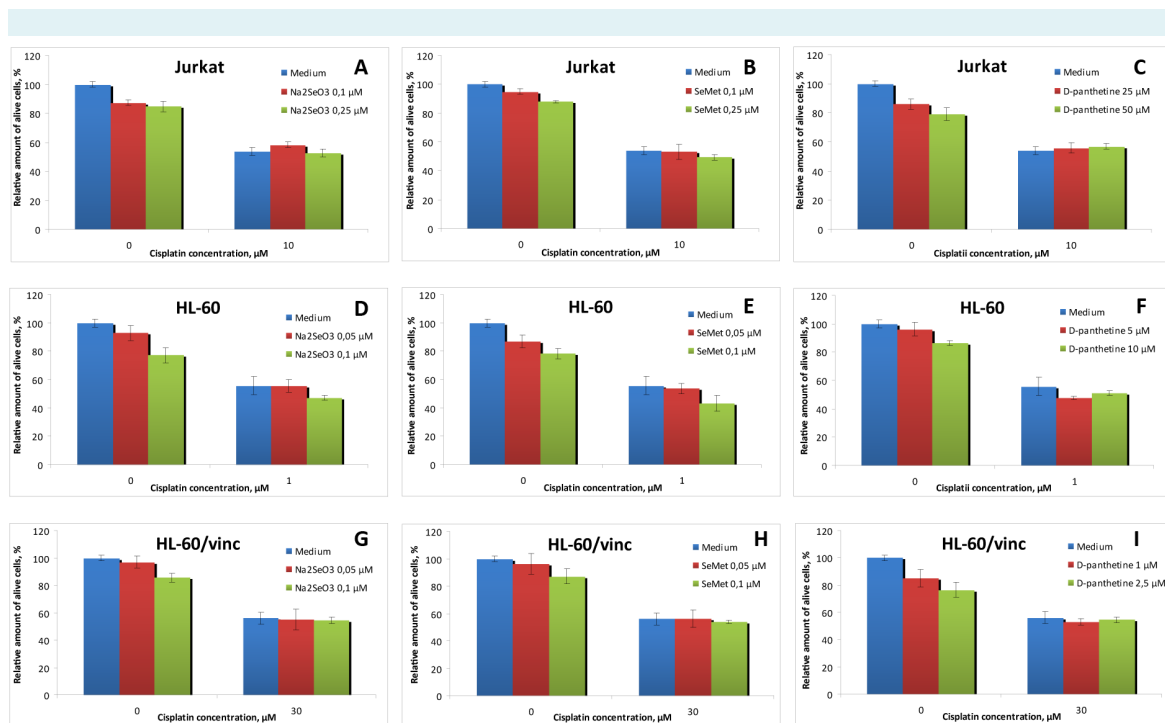 Jurkat
A
Relative amount of alive cells, %
120
100
80
60
40
20
0
Medium
Na2SeO3 0,1 µM
Na2SeO3 0,25 µM
0
10
Cisplatin concentration, µM
Jurkat
B
Relative amount of alive cells, %
120
100
80
60
40
20
0
Medium
SeMet 0,1 µM
SeMet 0,25 µM
0
10
Cisplatin concentration, µM
Jurkat
C
Relative amount of alive cells, %
120
100
80
60
40
20
0
Medium
D-panthetine 25 µM
D-panthetine 50 µM
0
10
Cisplatii concentration, µM
HL-60
D
Relative amount of alive cells, %
120
100
80
60
40
20
0
Medium
Na2SeO3 0,05 µM
Na2SeO3 0,1 µM
0
1
Cisplatin concentration, µM
HL-60
E
Relative amount of alive cells, %
120
100
80
60
40
20
0
Medium
SeMet 0,05 µM
SeMet 0,1 µM
0
1
Cisplatin concentration, µM
HL-60
F
Relative amount of alive cells, %
120
100
80
60
40
20
0
Medium
D-panthetine 5 µM
D-panthetine 10 µM
0
1
Cisplatii concentration, µM
HL-60/vinc
G
Relative amount of alive cells, %
120
100
80
60
40
20
0
Medium
Na2SeO3 0,05 µM
Na2SeO3 0,1 µM
0
30
Cisplatin concentration, µM
HL-60/vinc
H
Relative amount of alive cells, %
120
100
80
60
40
20
0
Medium
SeMet 0,05 µM
SeMet 0,1 µM
0
30
Cisplatin concentration, µM
HL-60/vinc
I
Relative amount of alive cells, %
120
100
80
60
40
20
0
Medium
D-panthetine 1 µM
D-panthetine 2,5 µM
0
30
Cisplatin concentration, µM